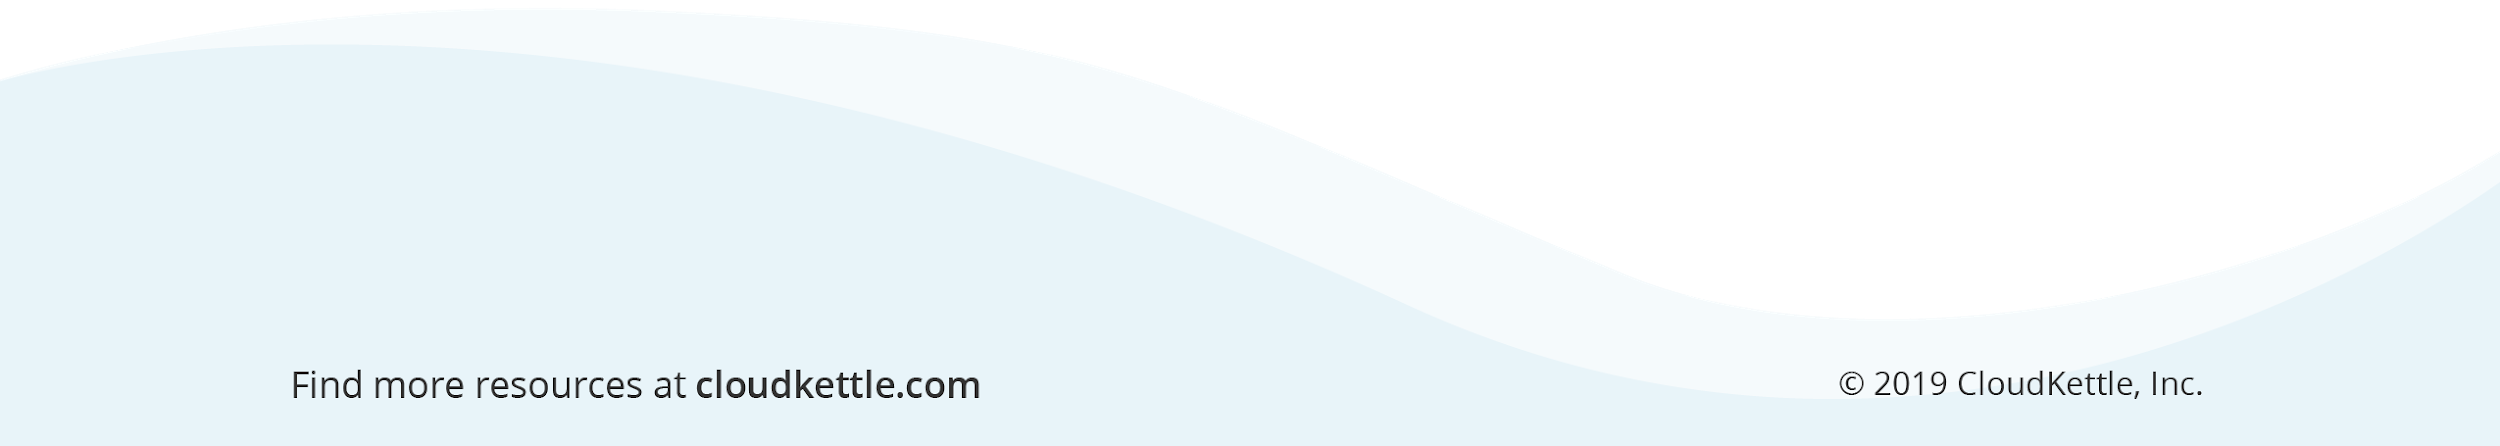 Find more resources at cloudkettle.com
© 2019 CloudKettle, Inc.